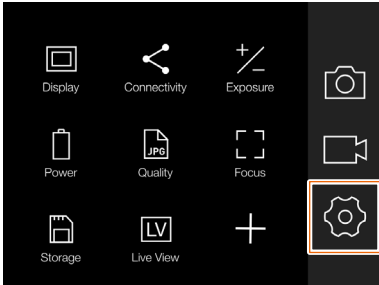 Display
Connectivity
Exposure
JPG
Power
Quality
Focus
LV
Storage
Live View